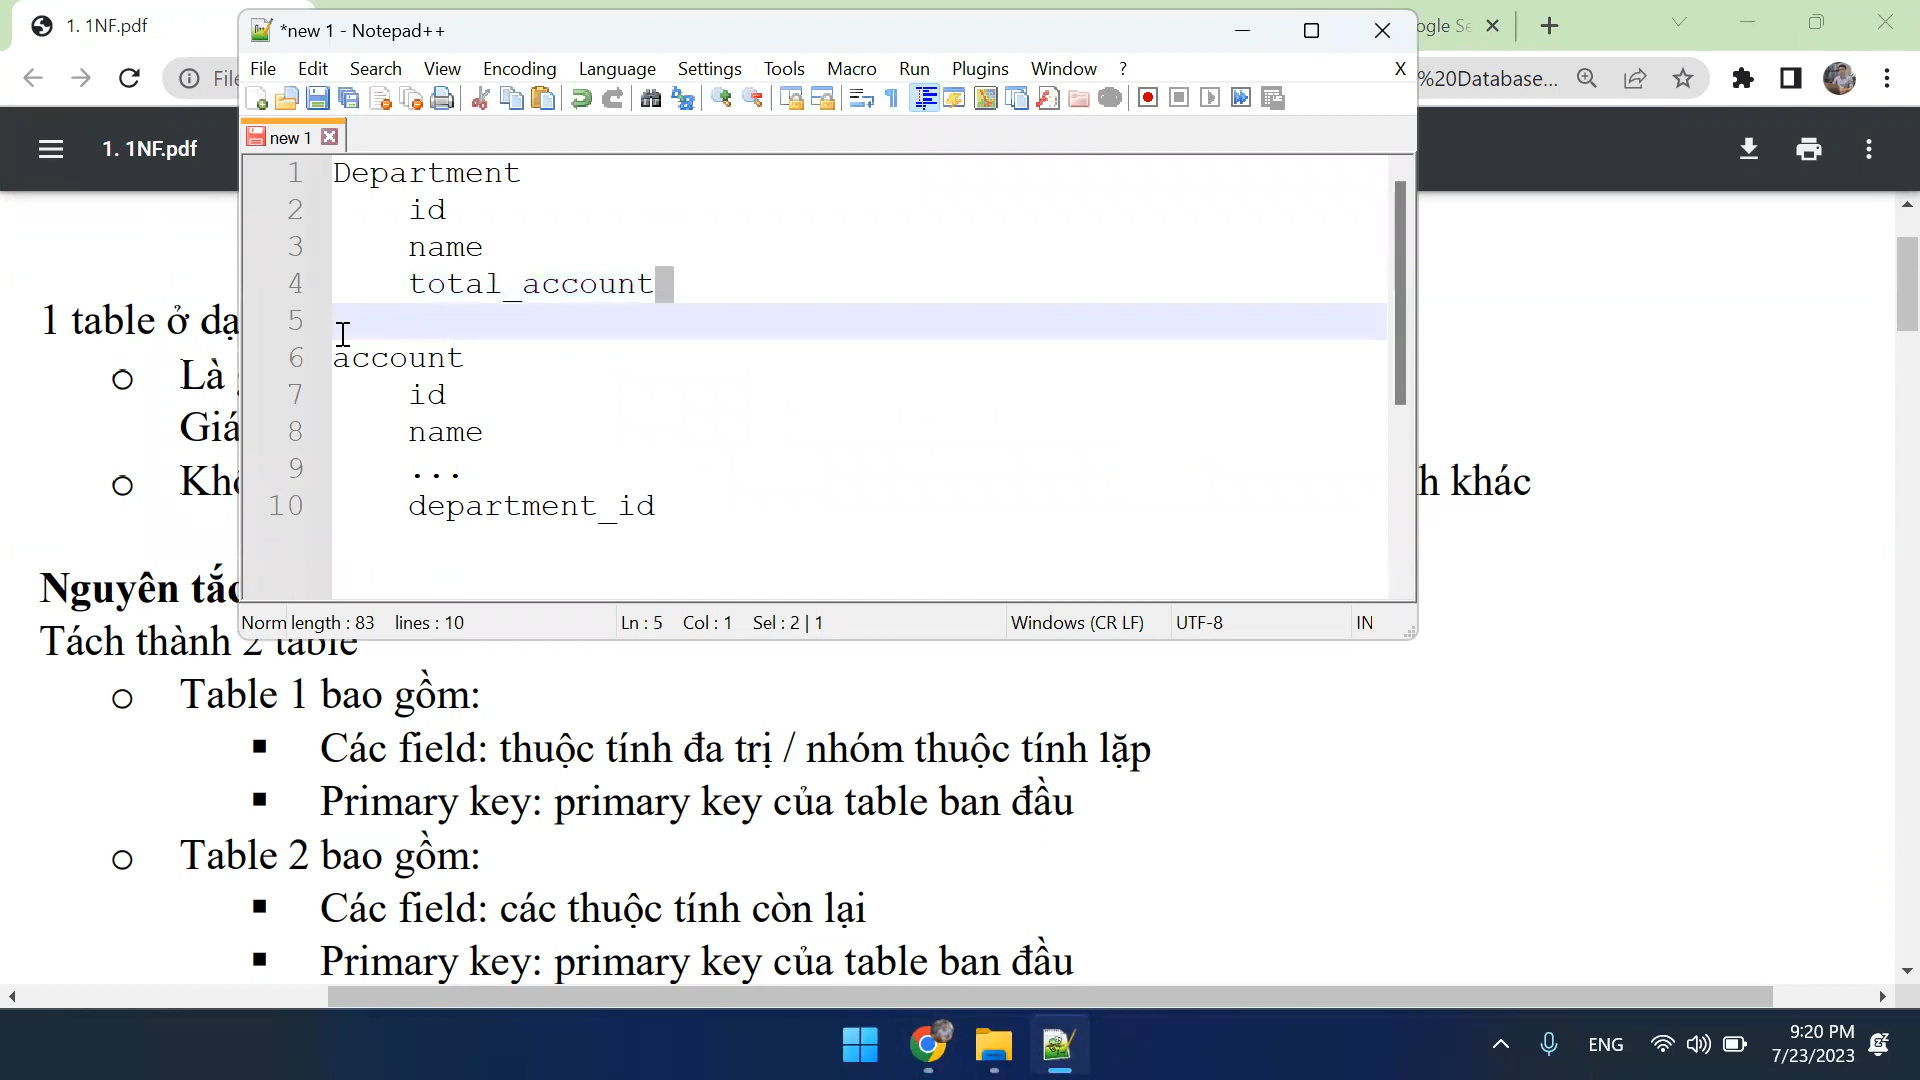 1. 1NF.pdf
*new 1 - Notepad++
File Edit Search View Encoding Language Settings Tools Macro Run Plugins Window ? X
%20Database...
1. 1NF.pdf
new 1
1 Department
2 id
3 name
4 total_account
5
6 account
7 id
8 name
9 ...
10 department_id
Norm length : 83 lines : 10 Ln : 5 Col : 1 Sel : 2 | 1 Windows (CR LF) UTF-8 IN
1 table ở
Là
h khác
Nguyên
Tách thành 2 table
o Table 1 bao gồm:
▪ Các field: thuộc tính đa trị / nhóm thuộc tính lặp
▪ Primary key: primary key của table ban đầu
o Table 2 bao gồm:
▪ Các field: các thuộc tính còn lại
▪ Primary key: primary key của table ban đầu
ENG
9:20 PM
7/23/2023